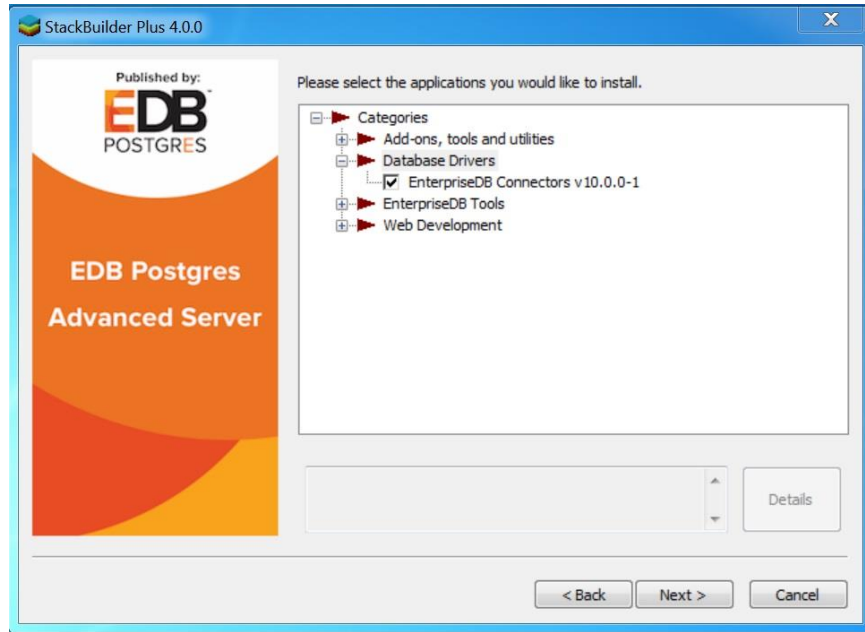 StackBuilder Plus 4.0.0
X
Published by:
EDB
POSTGRES
EDB Postgres
Advanced Server
Please select the applications you would like to install.
Categories
Add-ons, tools and utilities
Database Drivers
EnterpriseDB Connectors v10.0.0-1
EnterpriseDB Tools
Web Development
Details
< Back
Next >
Cancel